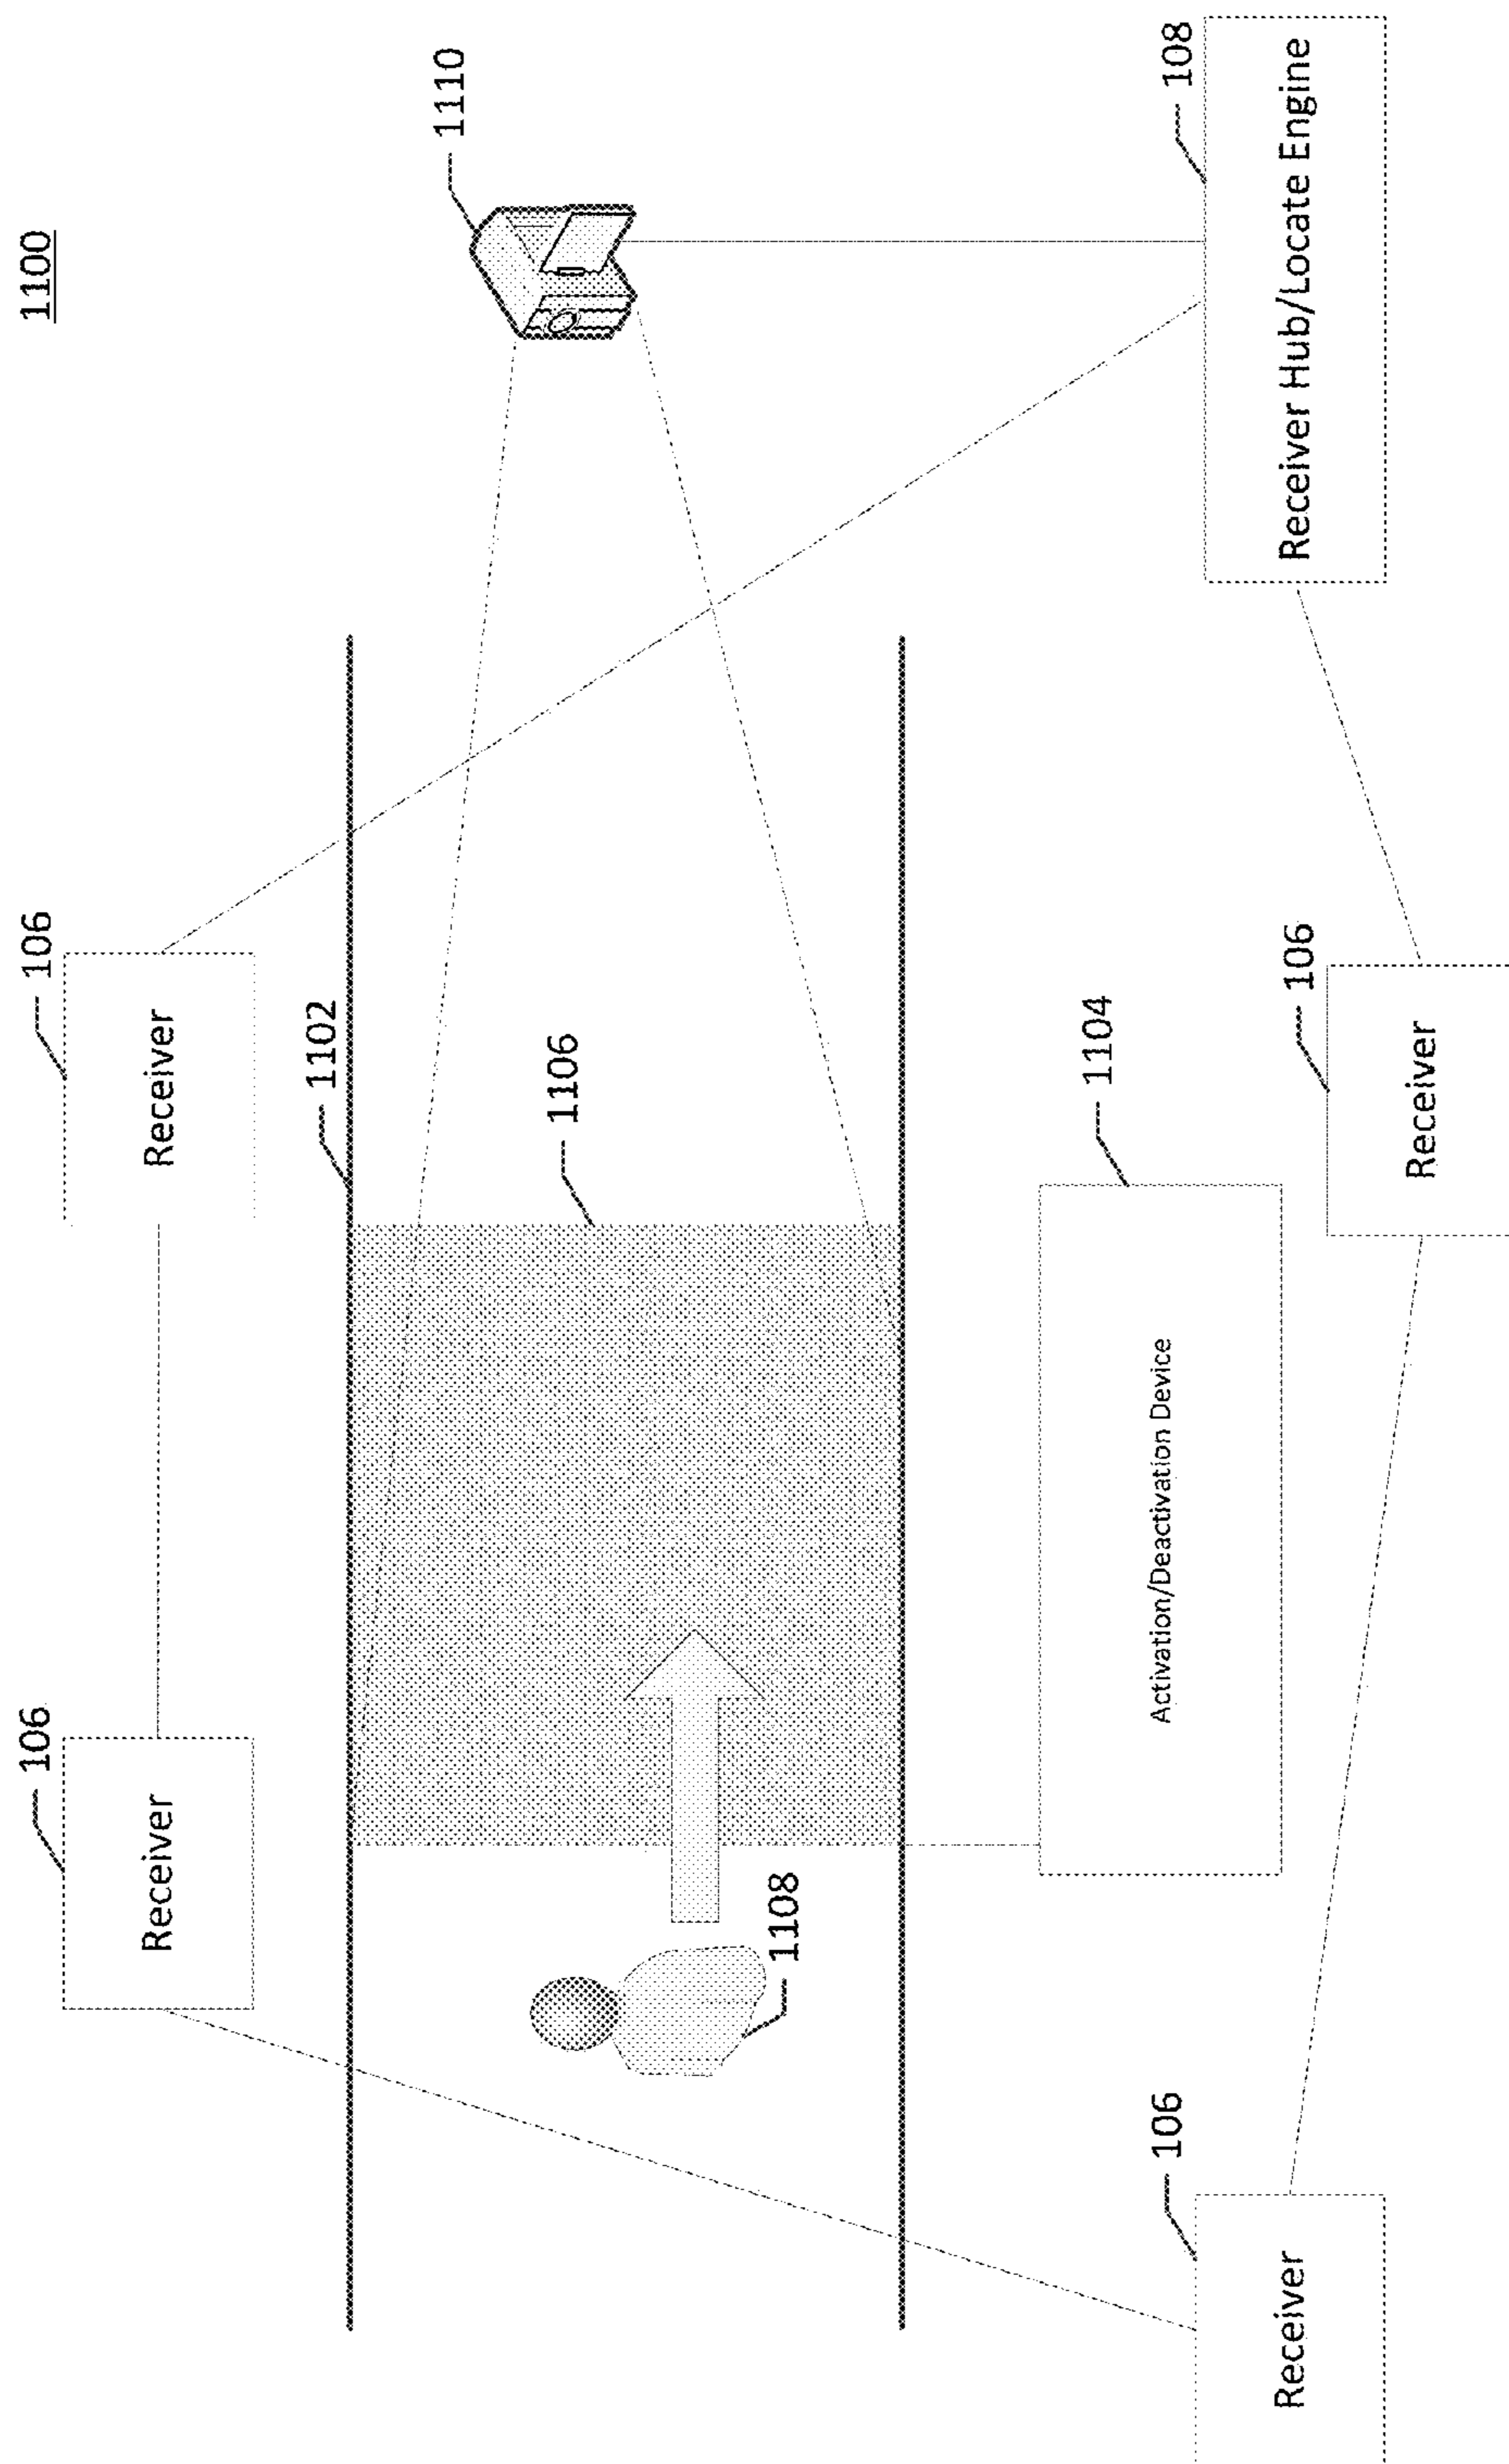 1100
106
Receiver
106
Receiver
1102
1106
1110
1108
1104
Activation/Deactivation Device
106
Receiver
106
Receiver
108
Receiver Hub/Locate Engine